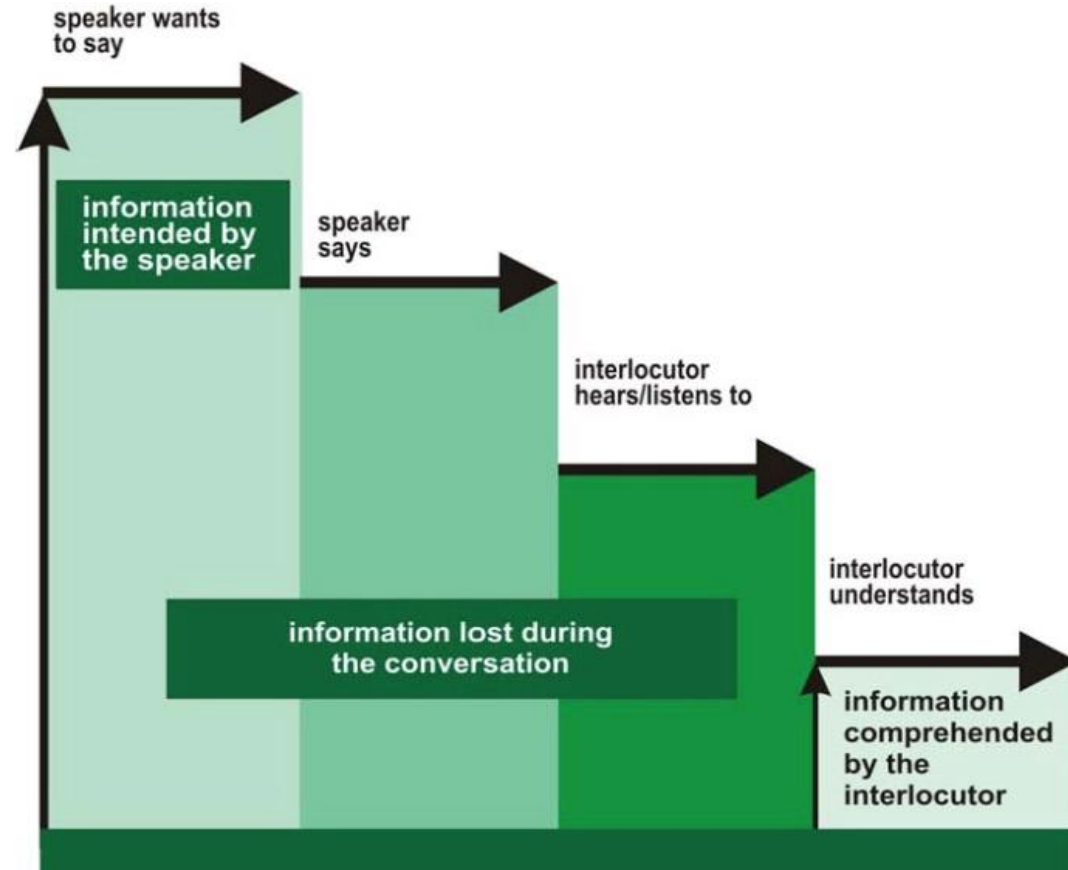 speaker wants
to say
information
intended by
the speaker
speaker
says
interlocutor
hears/listens to
interlocutor
understands
information lost during
the conversation
information
comprehended
by the
interlocutor